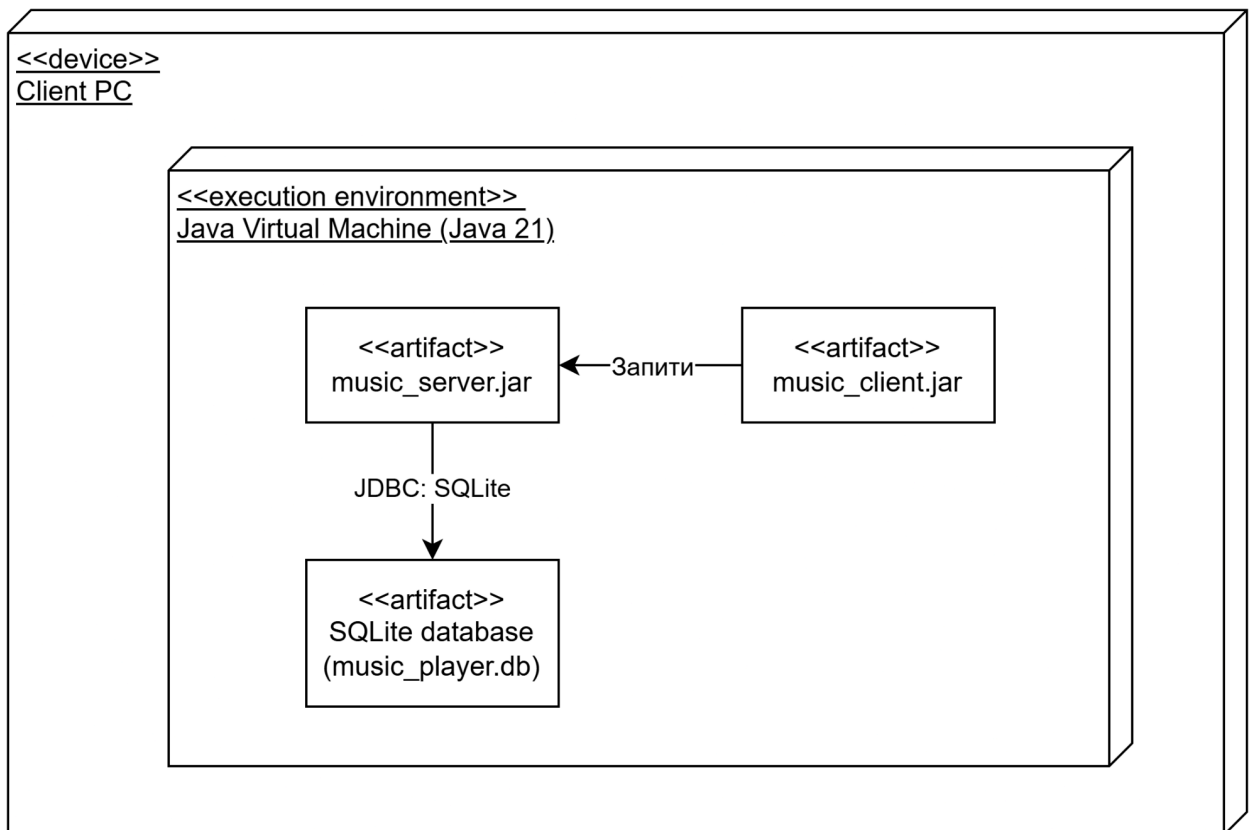 <<device>>
Client PC
<<execution environment>>
Java Virtual Machine (Java 21)
<<artifact>>
music_server.jar
Запити
<<artifact>>
music_client.jar
JDBC: SQLite
<<artifact>>
SQLite database
(music_player.db)